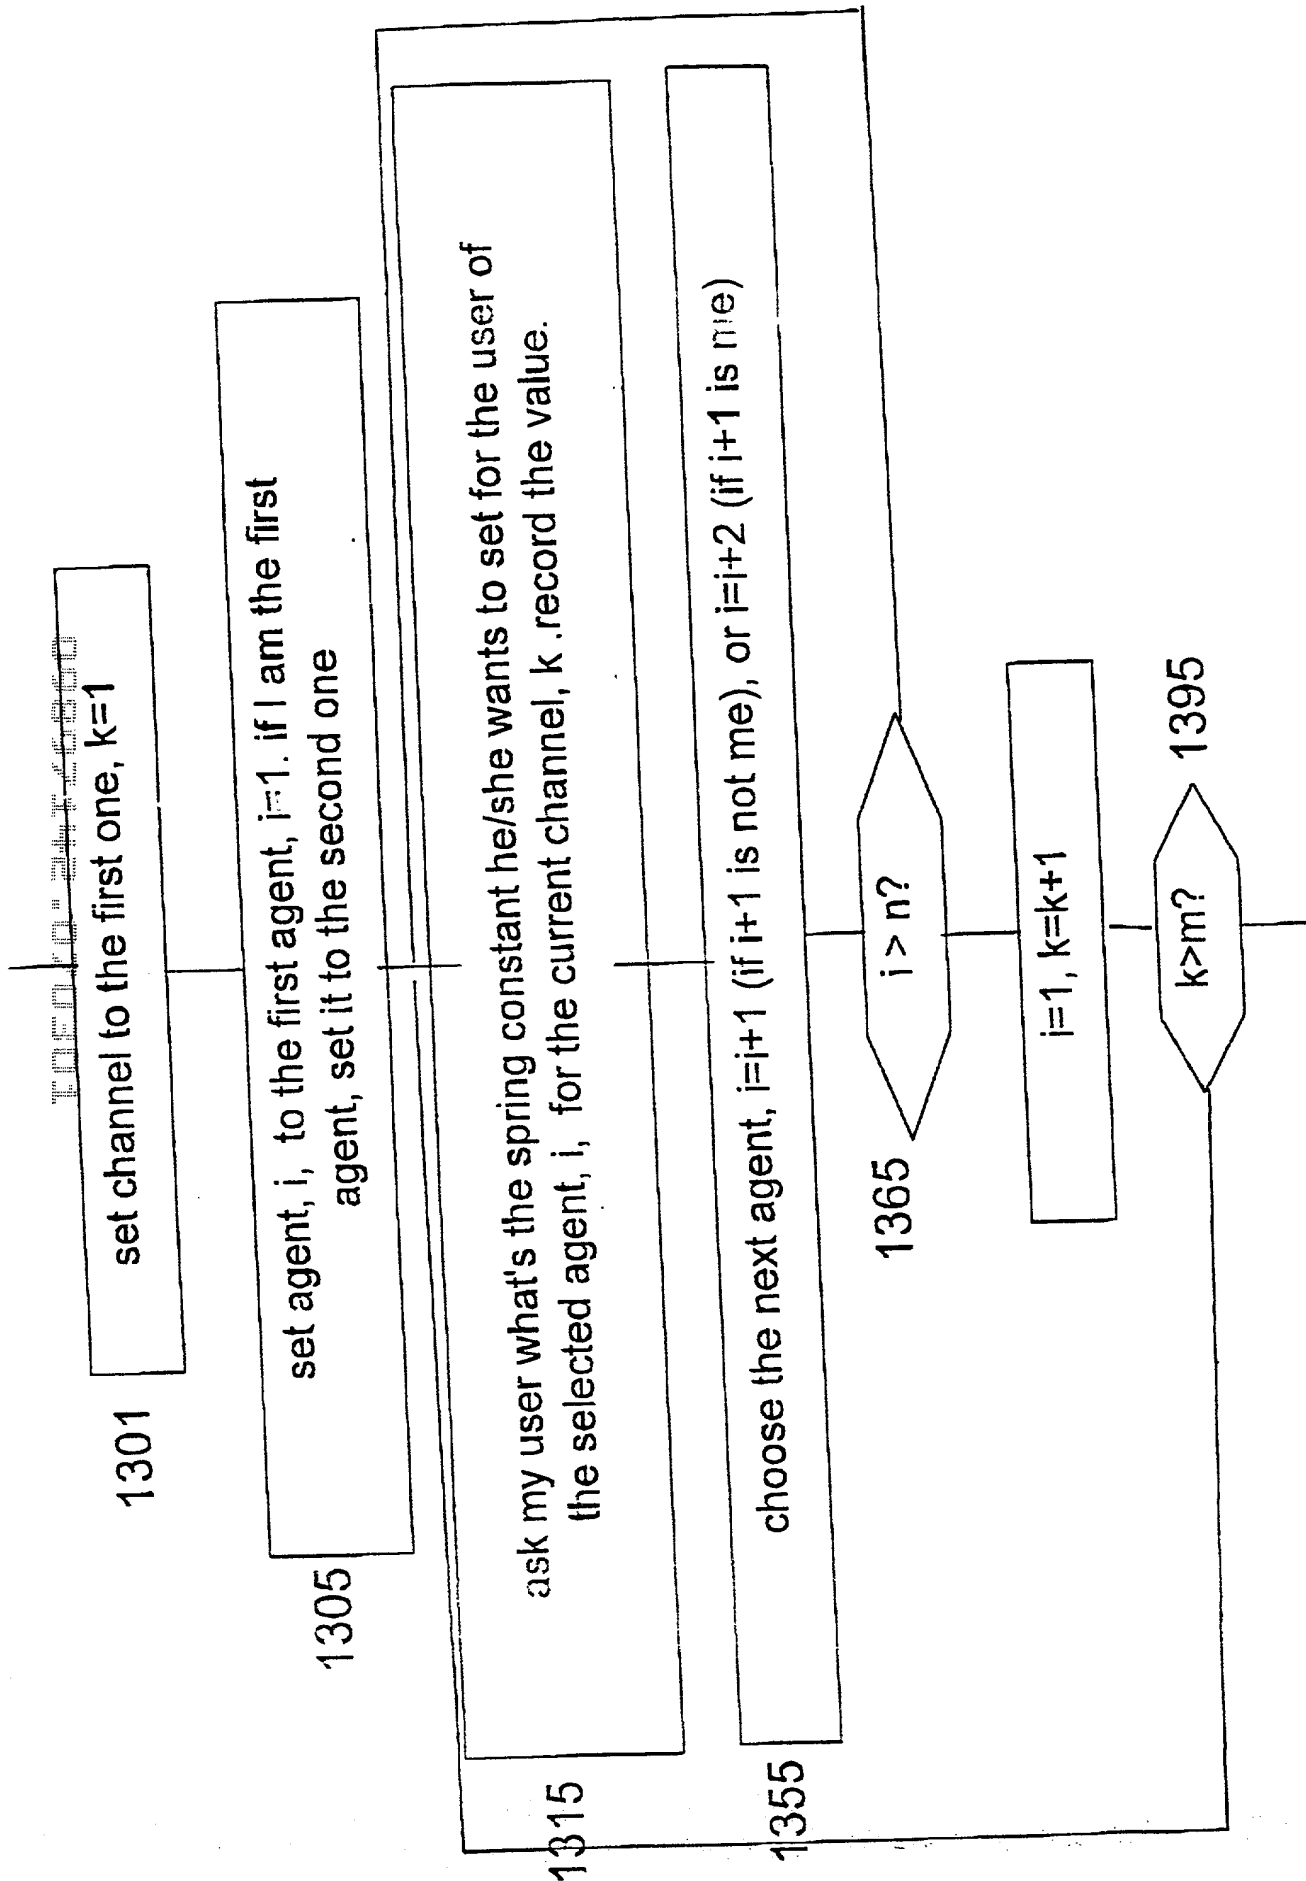 set channel to the first one, k=1
1301
set agent, i, to the first agent, i=1. if I am the first
agent, set it to the second one
1305
ask my user what's the spring constant he/she wants to set for the user of
the selected agent, i, for the current channel, k .record the value.
1315
choose the next agent, i=i+1 (if i+1 is not me), or i=i+2 (if i+1 is me)
1355
i > n?
1365
i=1, k=k+1
k>m?
1395